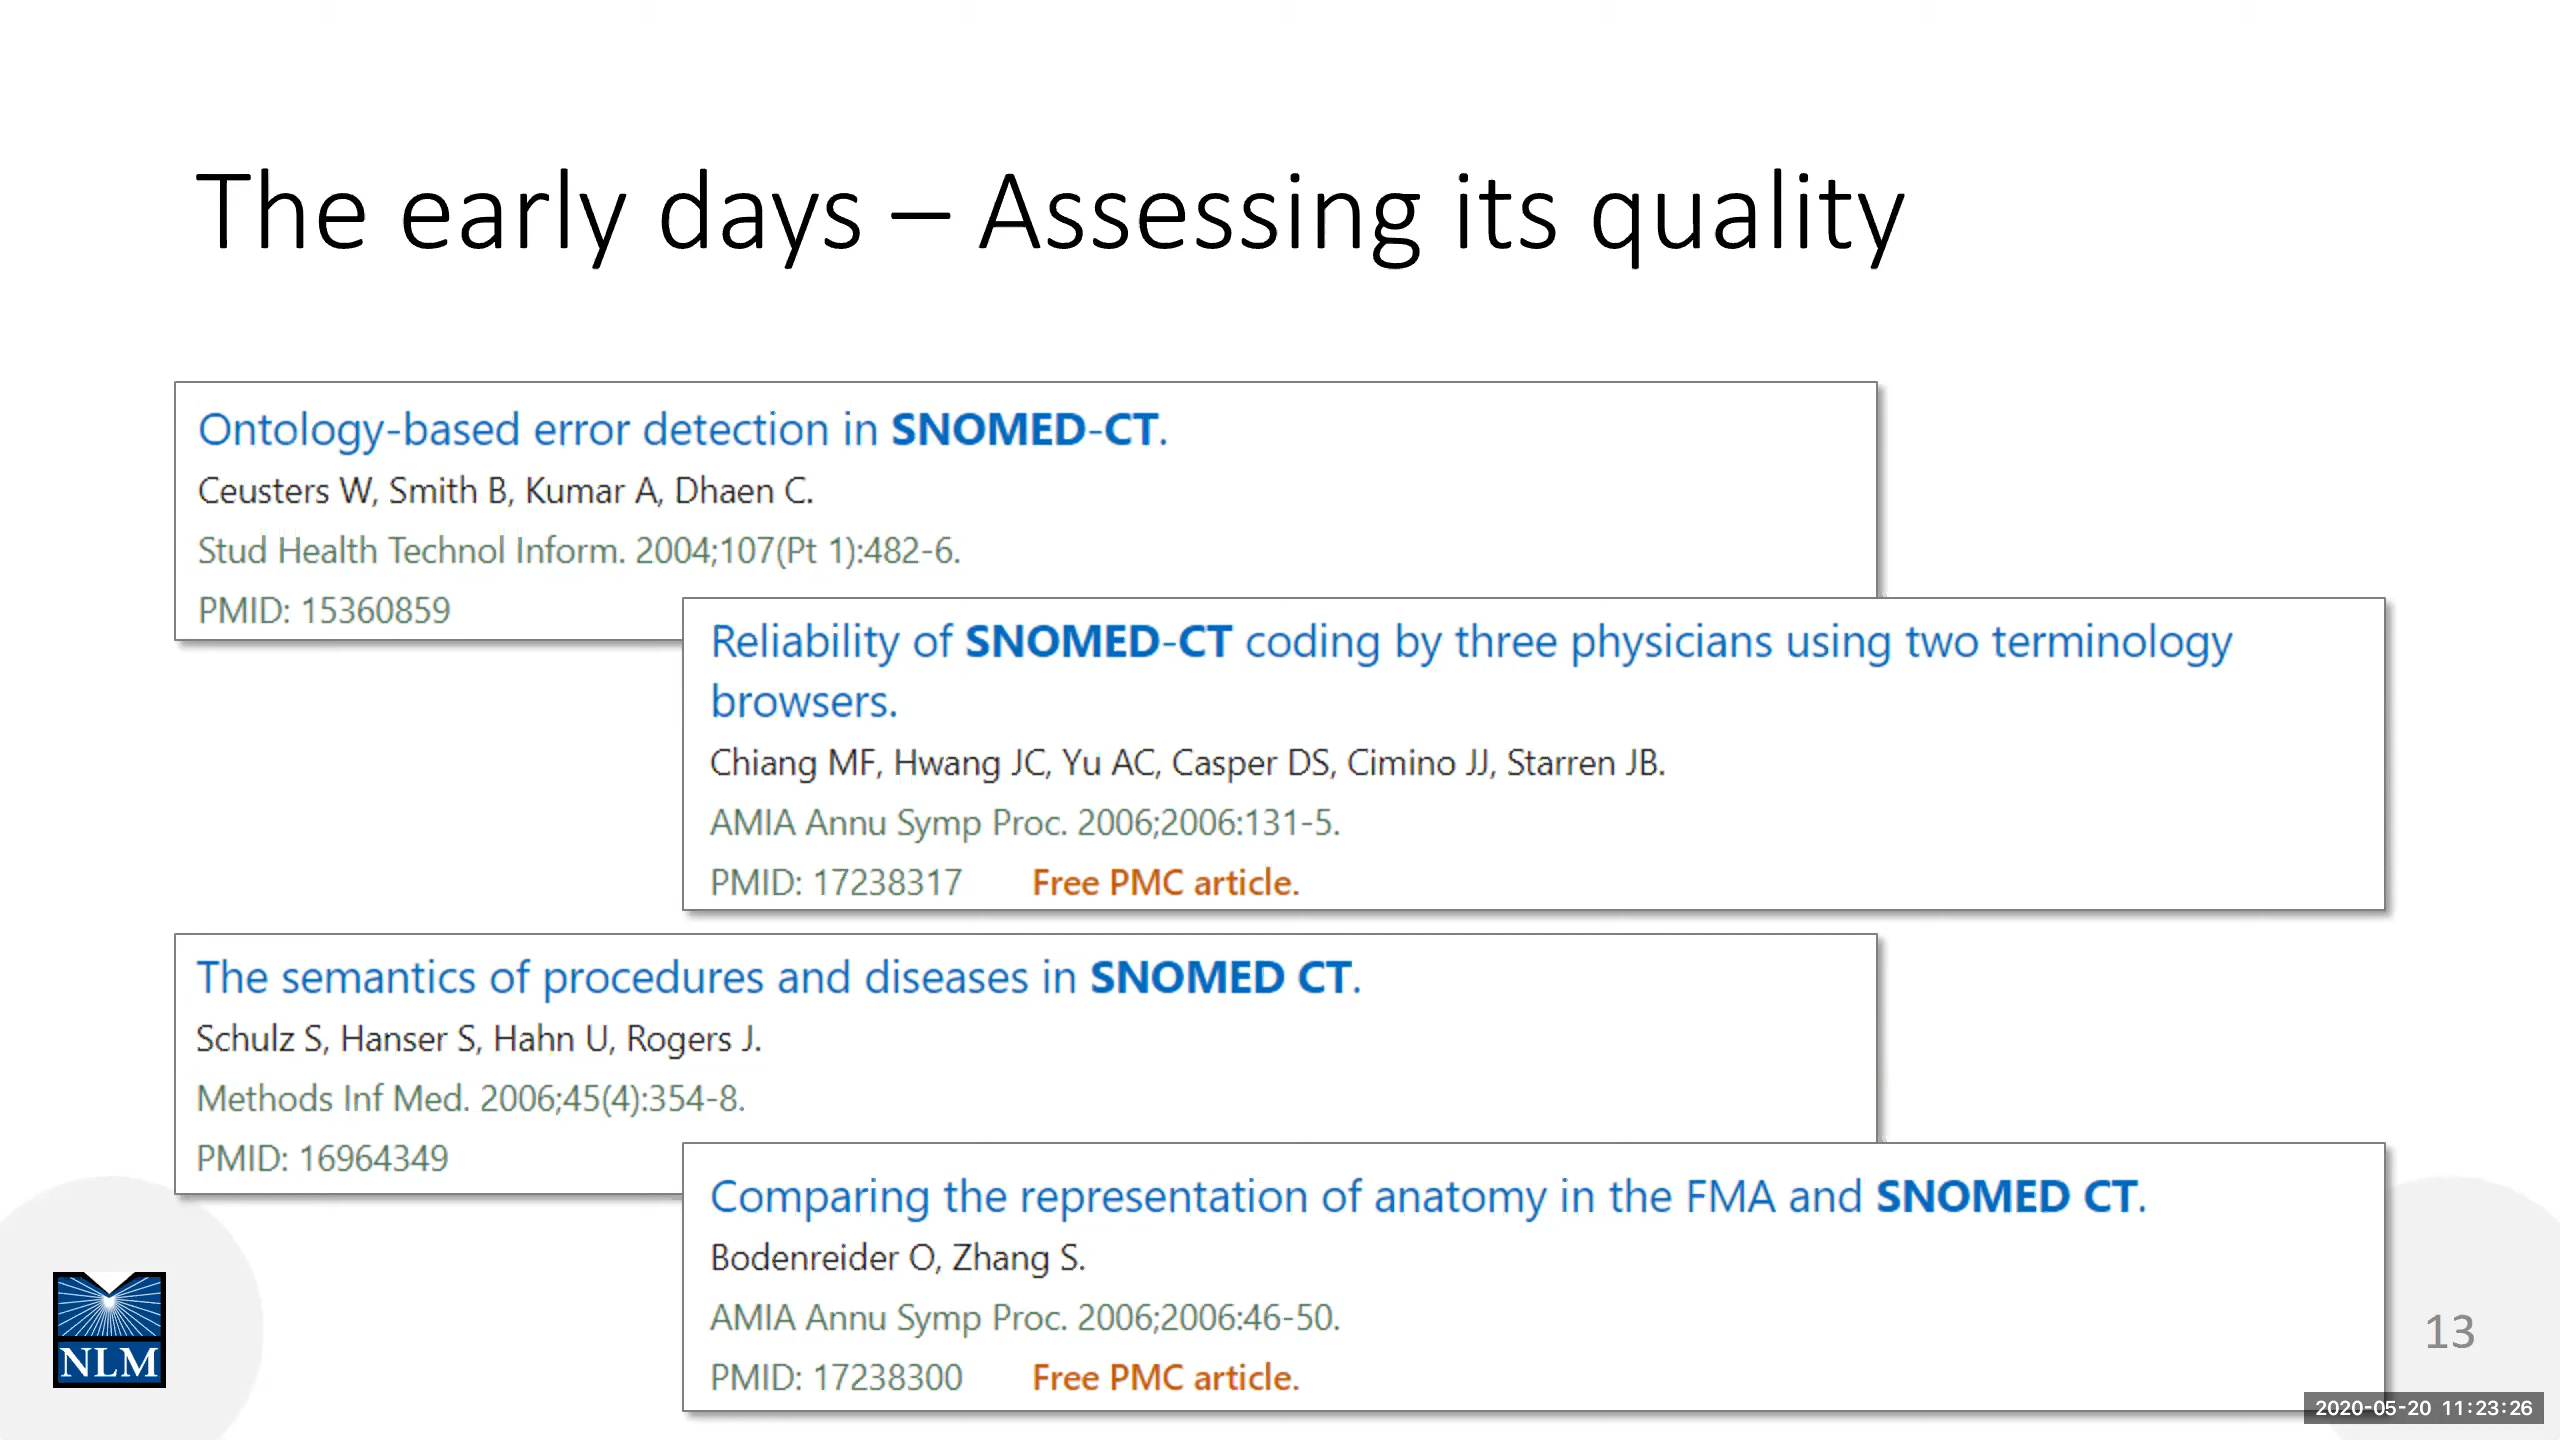 The early days – Assessing its quality
Ontology-based error detection in SNOMED-CT.
Ceusters W, Smith B, Kumar A, Dhaen C.
Stud Health Technol Inform. 2004;107(Pt 1):482-6.
PMID: 15360859
Reliability of SNOMED-CT coding by three physicians using two terminology
browsers.
Chiang MF, Hwang JC, Yu AC, Casper DS, Cimino JJ, Starren JB.
AMIA Annu Symp Proc. 2006;2006:131-5.
PMID: 17238317 Free PMC article.
The semantics of procedures and diseases in SNOMED CT.
Schulz S, Hanser S, Hahn U, Rogers J.
Methods Inf Med. 2006;45(4):354-8.
PMID: 16964349
Comparing the representation of anatomy in the FMA and SNOMED CT.
Bodenreider O, Zhang S.
AMIA Annu Symp Proc. 2006;2006:46-50.
PMID: 17238300 Free PMC article.
NLM
13
2020-05-20 11:23:26